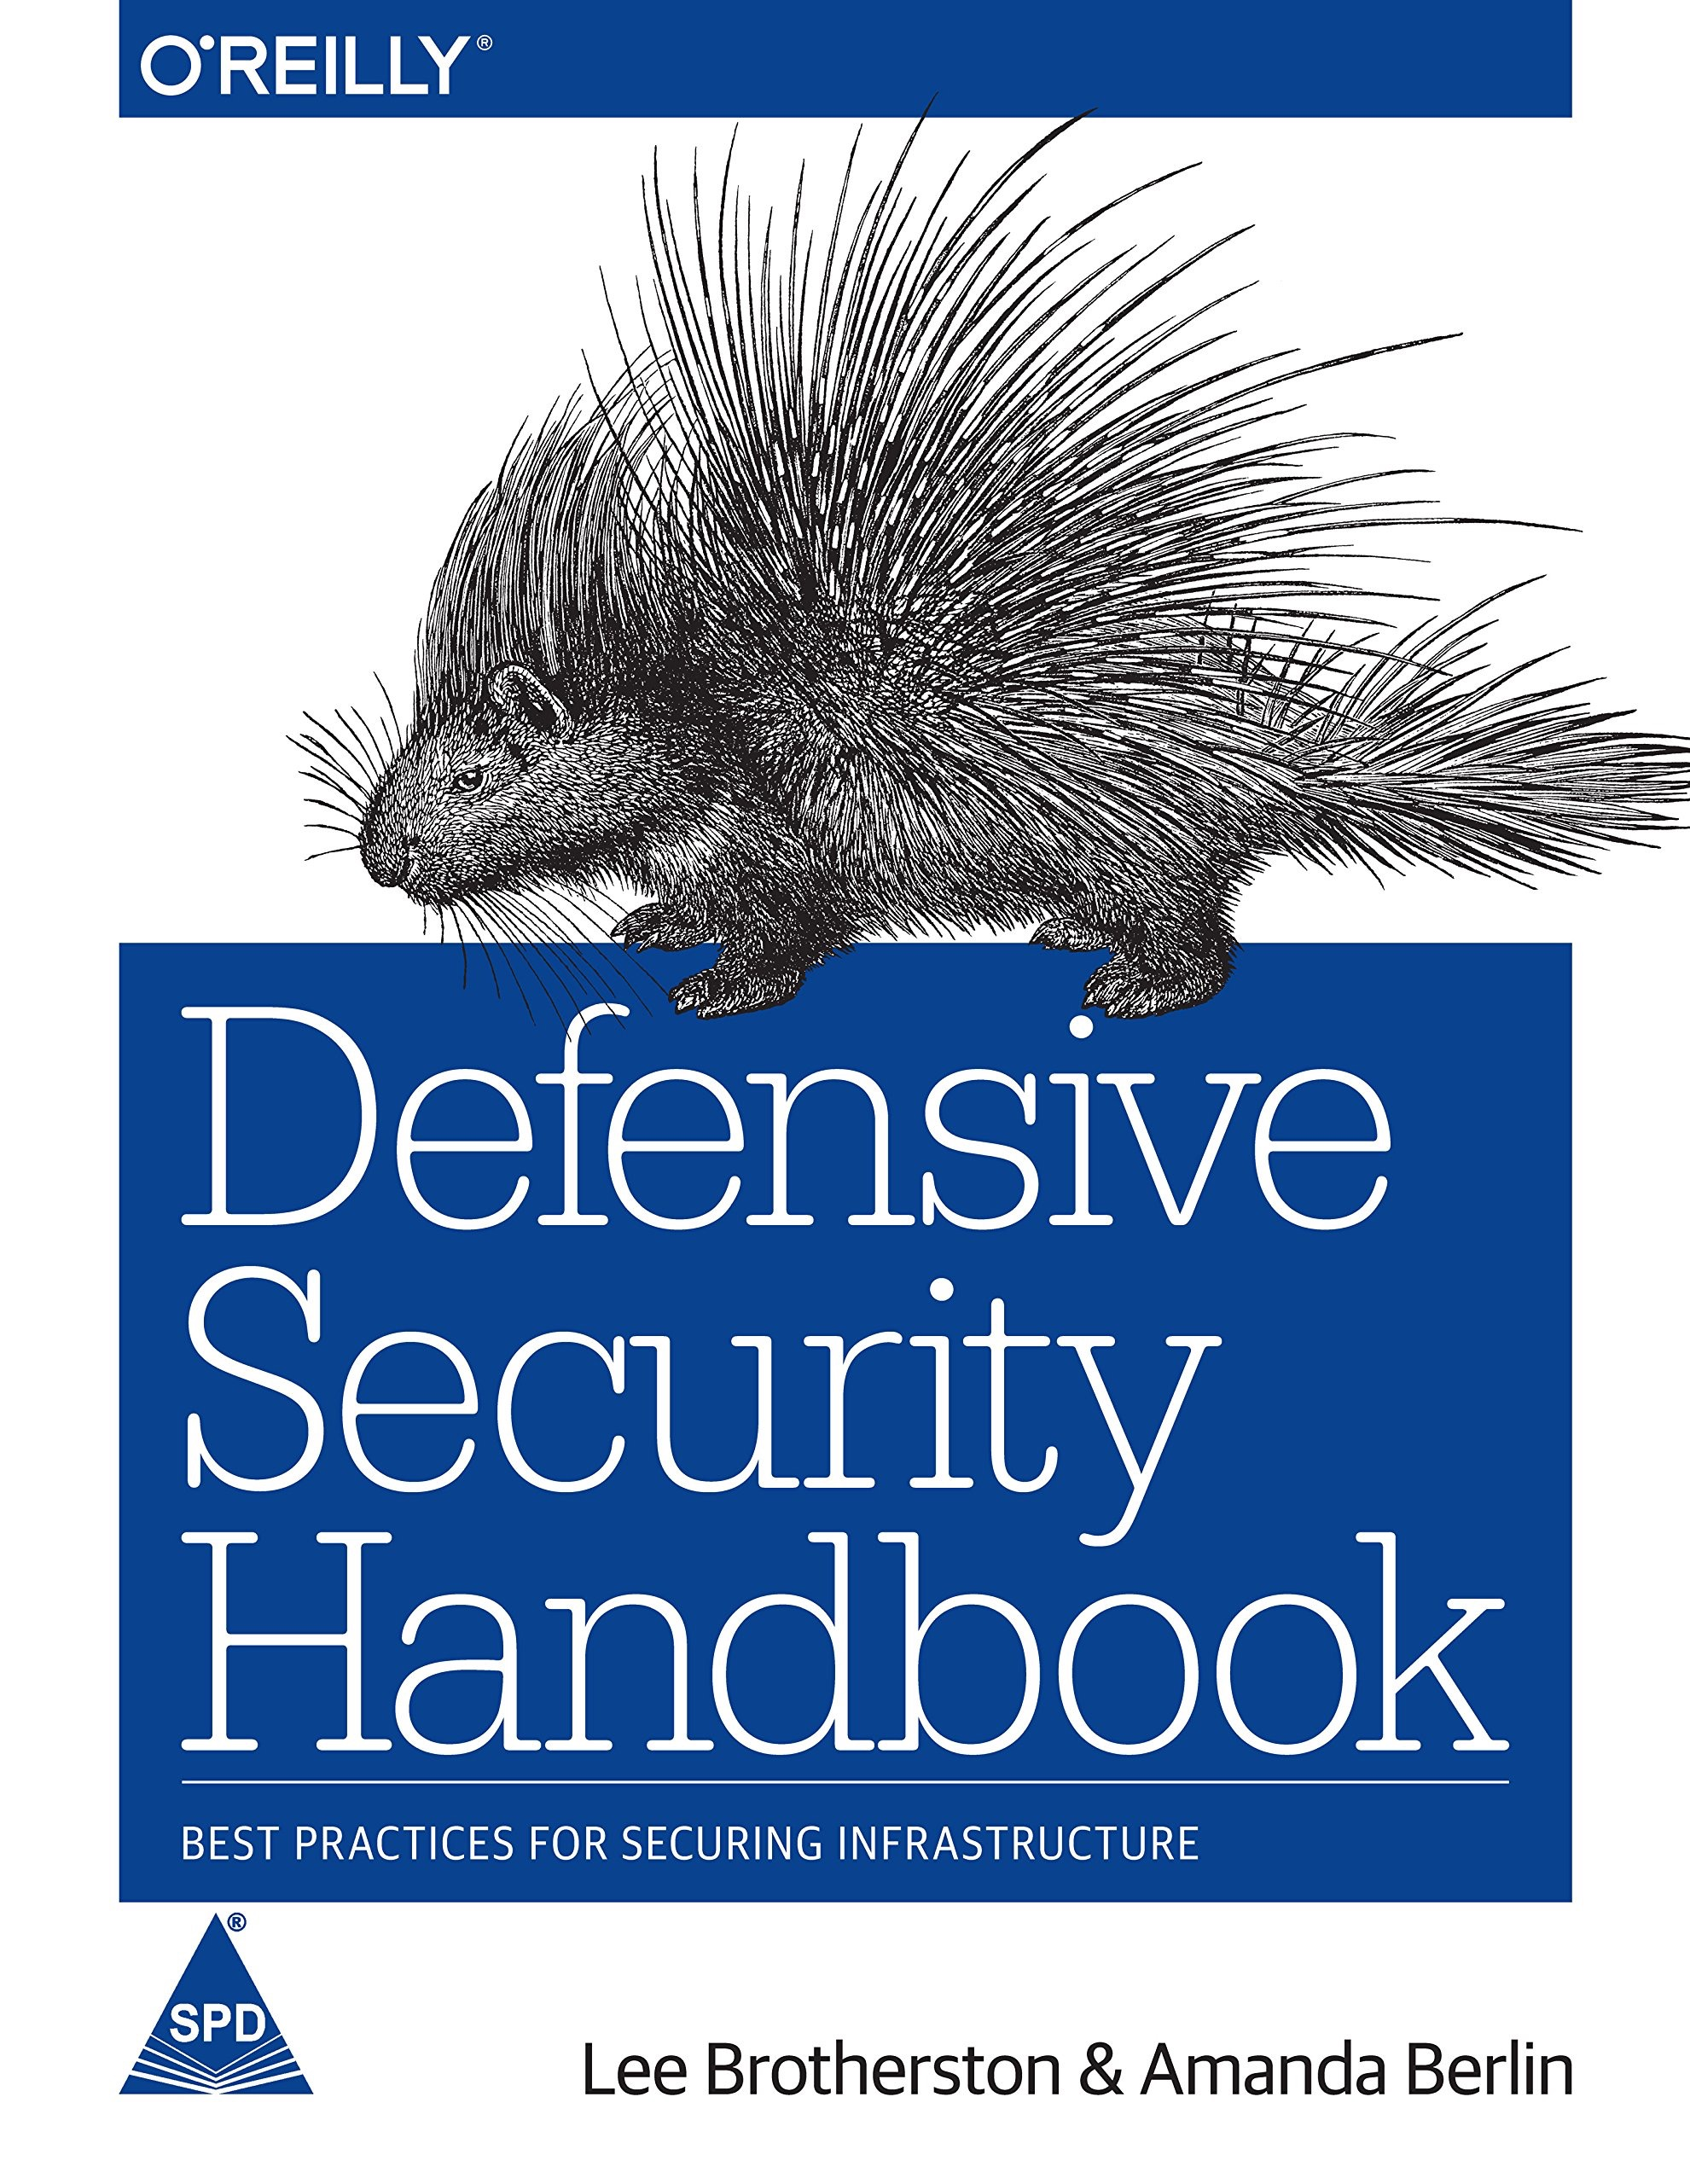 O'REILLY®
Defensive
Security
Handbook
BEST PRACTICES FOR SECURING INFRASTRUCTURE
®
SPD
Lee Brotherston & Amanda Berlin